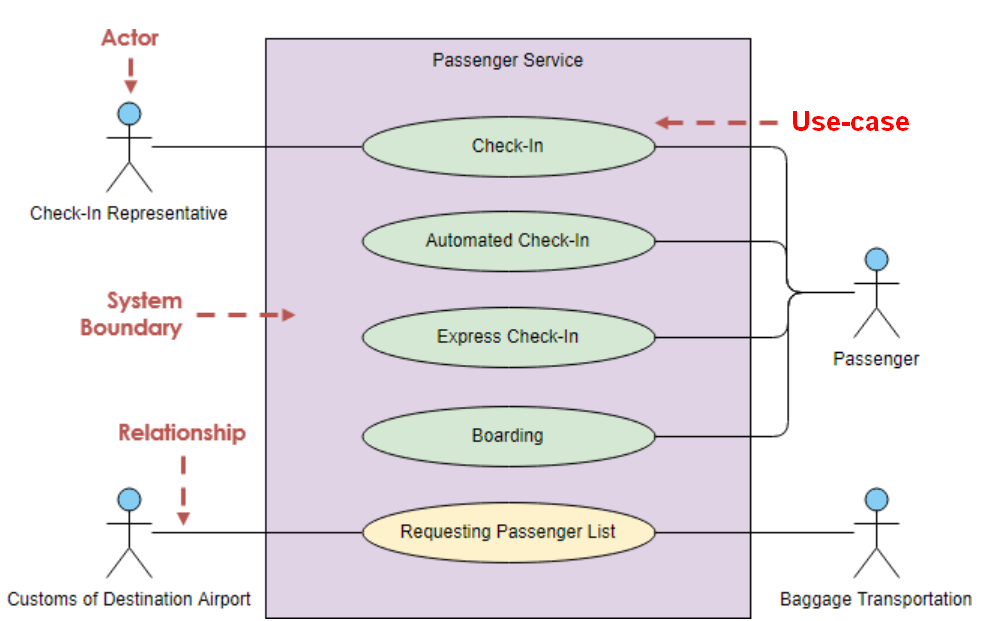 Actor
Passenger Service
Use-case
Check-In
Check-In Representative
Automated Check-In
System
Boundary
Express Check-In
Passenger
Relationship
Boarding
Requesting Passenger List
Customs of Destination Airport
Baggage Transportation